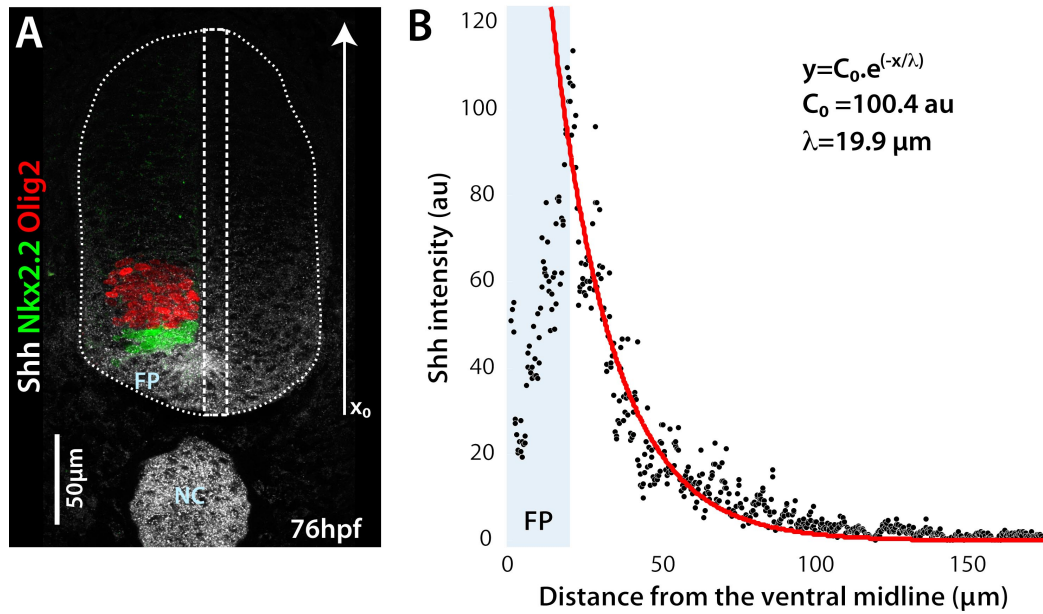 A
Shh Nkx2.2 Olig2
FP
x₀
50µm
NC
76hpf
B
y=C₀.e^(-x/λ)
C₀ =100.4 au
λ=19.9 µm
Shh intensity (au)
120
100
80
60
40
20
0
FP
0 50 100 150
Distance from the ventral midline (µm)